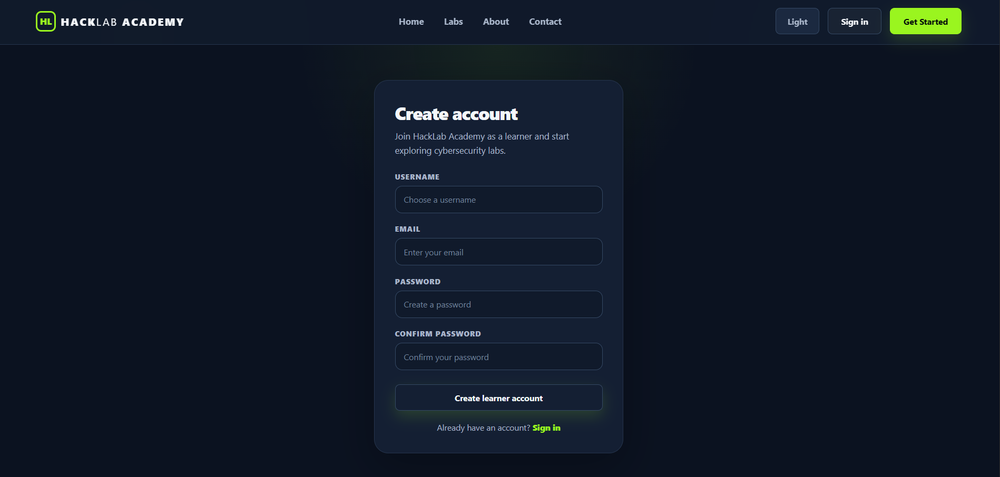 HL HACKLAB ACADEMY
Home Labs About Contact
Light Sign in Get Started
Create account
Join HackLab Academy as a learner and start
exploring cybersecurity labs.
USERNAME
Choose a username
EMAIL
Enter your email
PASSWORD
Create a password
CONFIRM PASSWORD
Confirm your password
Create learner account
Already have an account? Sign in